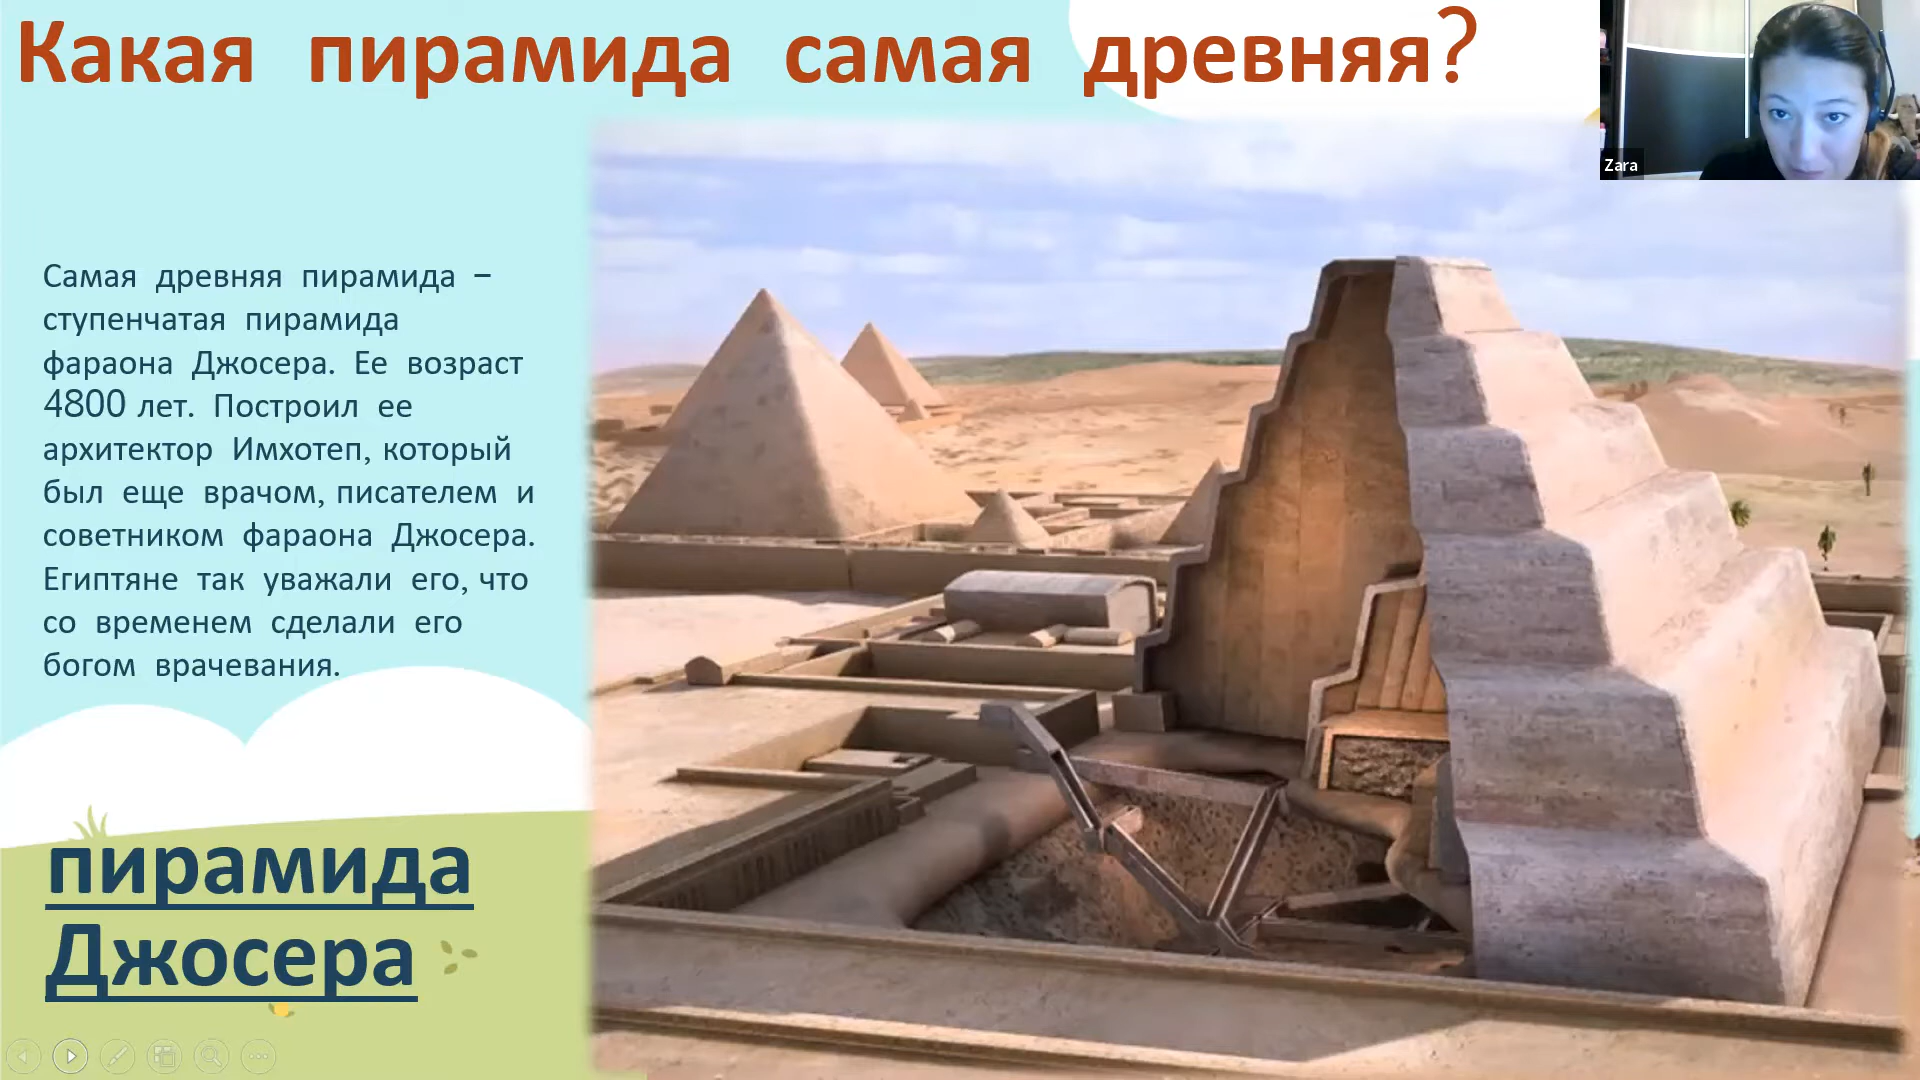 Какая пирамида самая древняя?
Zara
Самая древняя пирамида –
ступенчатая пирамида
фараона Джосера. Ее возраст
4800 лет. Построил ее
архитектор Имхотеп, который
был еще врачом, писателем и
советником фараона Джосера.
Египтяне так уважали его, что
со временем сделали его
богом врачевания.
пирамида
Джосера